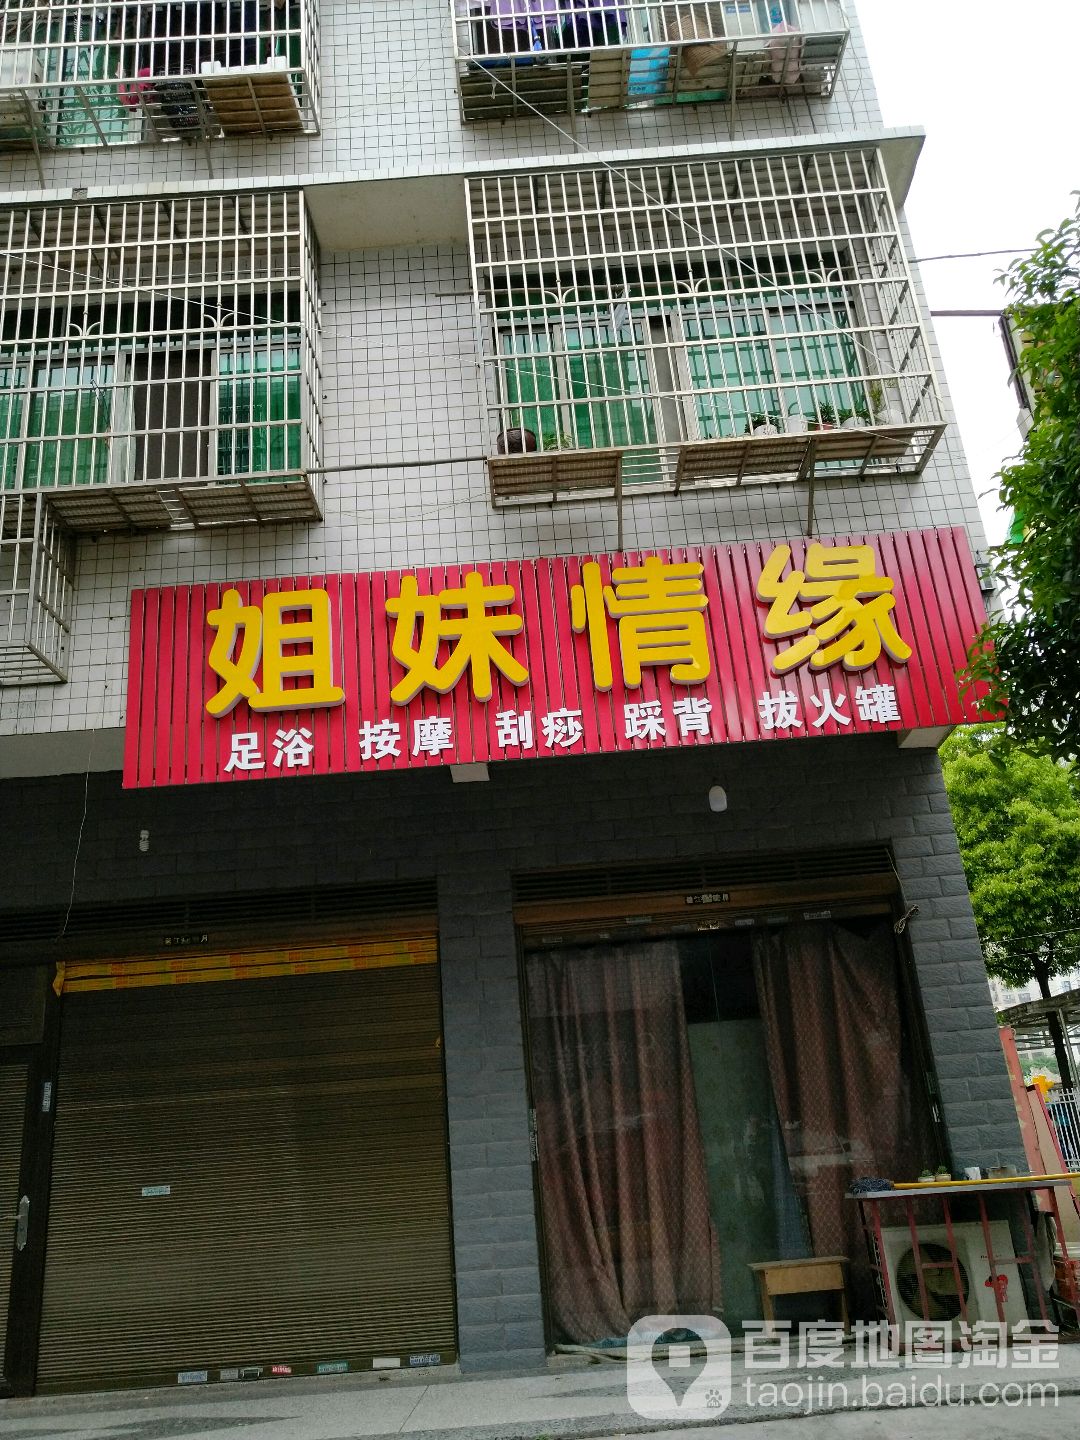 姐妹情缘
足浴 按摩 刮痧 踩背 拔火罐
百度地图淘金
taojin.baidu.com